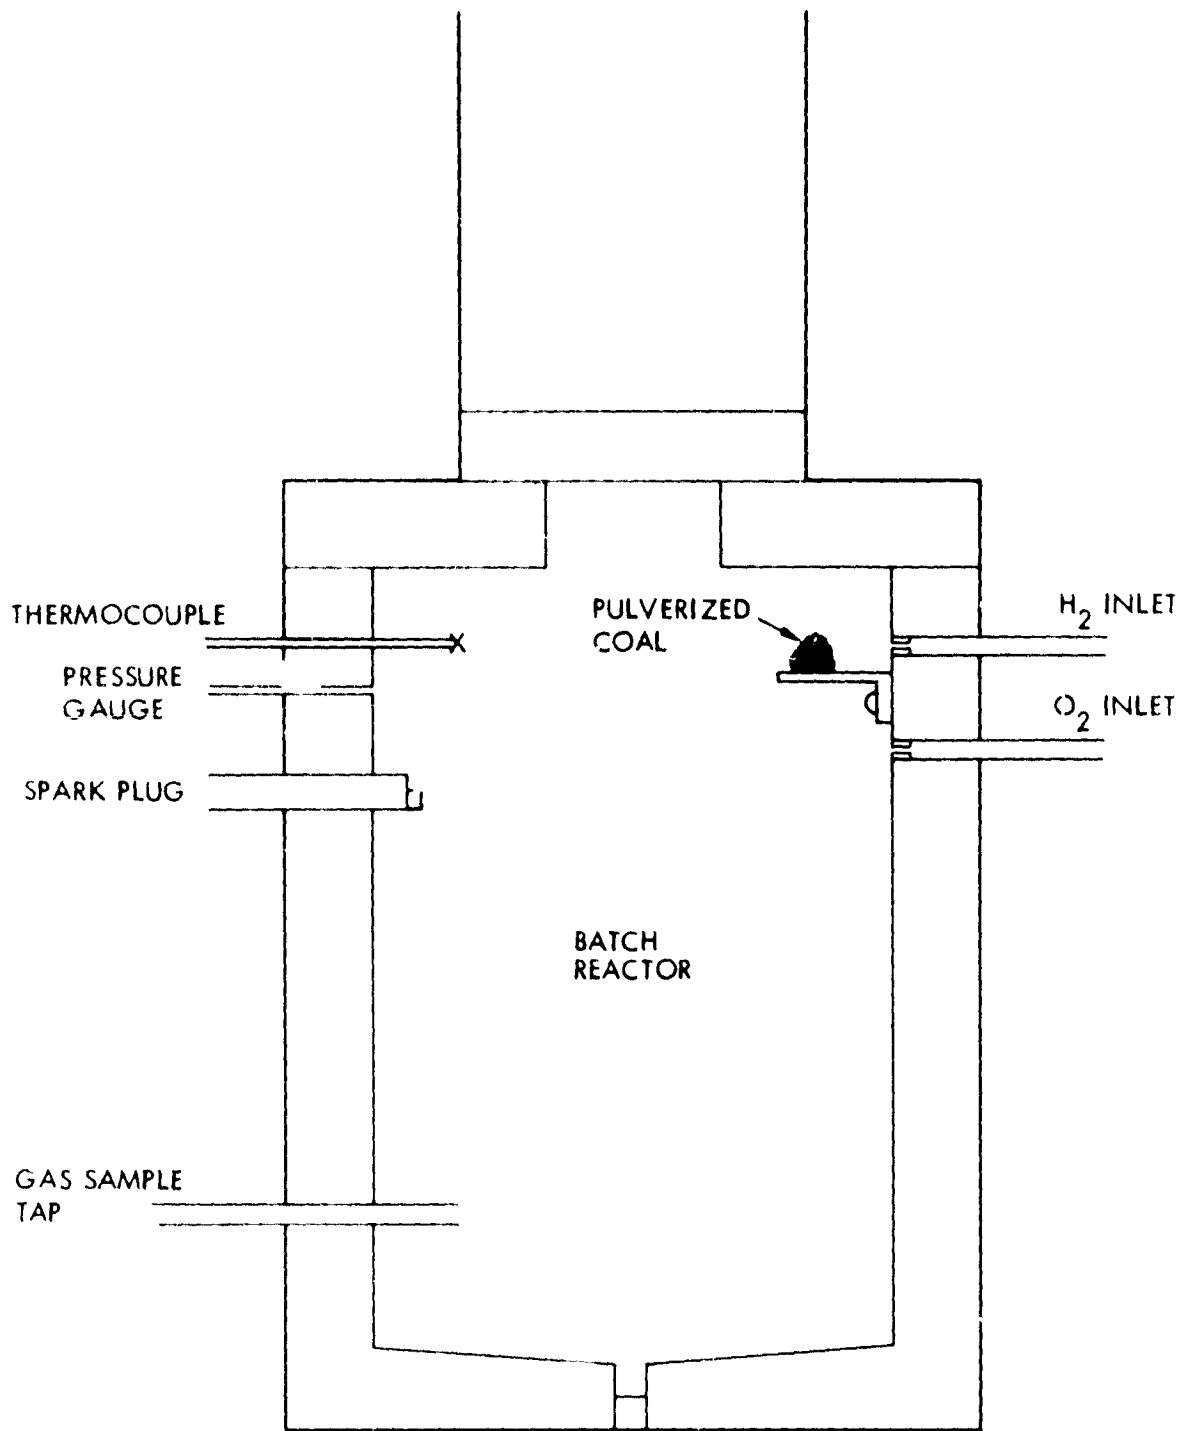 THERMOCOUPLE
PRESSURE
GAUGE
SPARK PLUG
GAS SAMPLE
TAP
PULVERIZED
COAL
BATCH
REACTOR
H2 INLET
O2 INLET